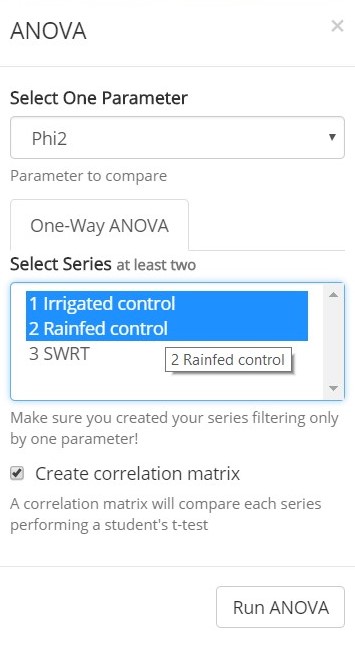 ANOVA
×
Select One Parameter
Phi2
Parameter to compare
One-Way ANOVA
Select Series at least two
1 Irrigated control
2 Rainfed control
3 SWRT
2 Rainfed control
Make sure you created your series filtering only
by one parameter!
Create correlation matrix
A correlation matrix will compare each series
performing a student's t-test
Run ANOVA